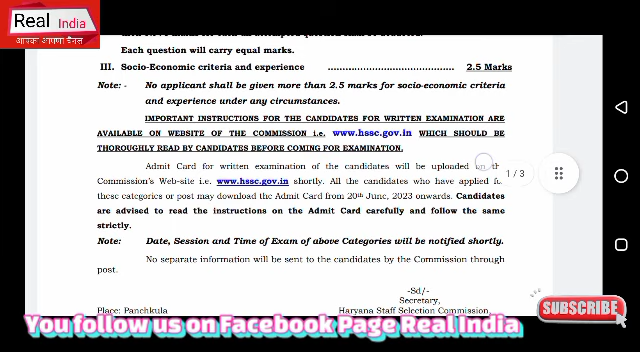 Real India
आपका अपना चैनल
Each question will carry equal marks.
III. Socio-Economic criteria and experience ............................................ 2.5 Marks
Note: - No applicant shall be given more than 2.5 marks for socio-economic criteria
and experience under any circumstances.
IMPORTANT INSTRUCTIONS FOR THE CANDIDATES FOR WRITTEN EXAMINATION ARE
AVAILABLE ON WEBSITE OF THE COMMISSION i.e. www.hssc.gov.in WHICH SHOULD BE
THOROUGHLY READ BY CANDIDATES BEFORE COMING FOR EXAMINATION.
Admit Card for written examination of the candidates will be uploaded on the
Commission's Web-site i.e. www.hssc.gov.in shortly. All the candidates who have applied
these categories or post may download the Admit Card from 20th June, 2023 onwards. Candidates
are advised to read the instructions on the Admit Card carefully and follow the same
strictly.
Note: Date, Session and Time of Exam of above Categories will be notified shortly.
No separate information will be sent to the candidates by the Commission through
post.
-Sd/-
Secretary,
Place: Panchkula Haryana Staff Selection Commission,
1 / 3
SUBSCRIBE
You follow us on Facebook Page Real India